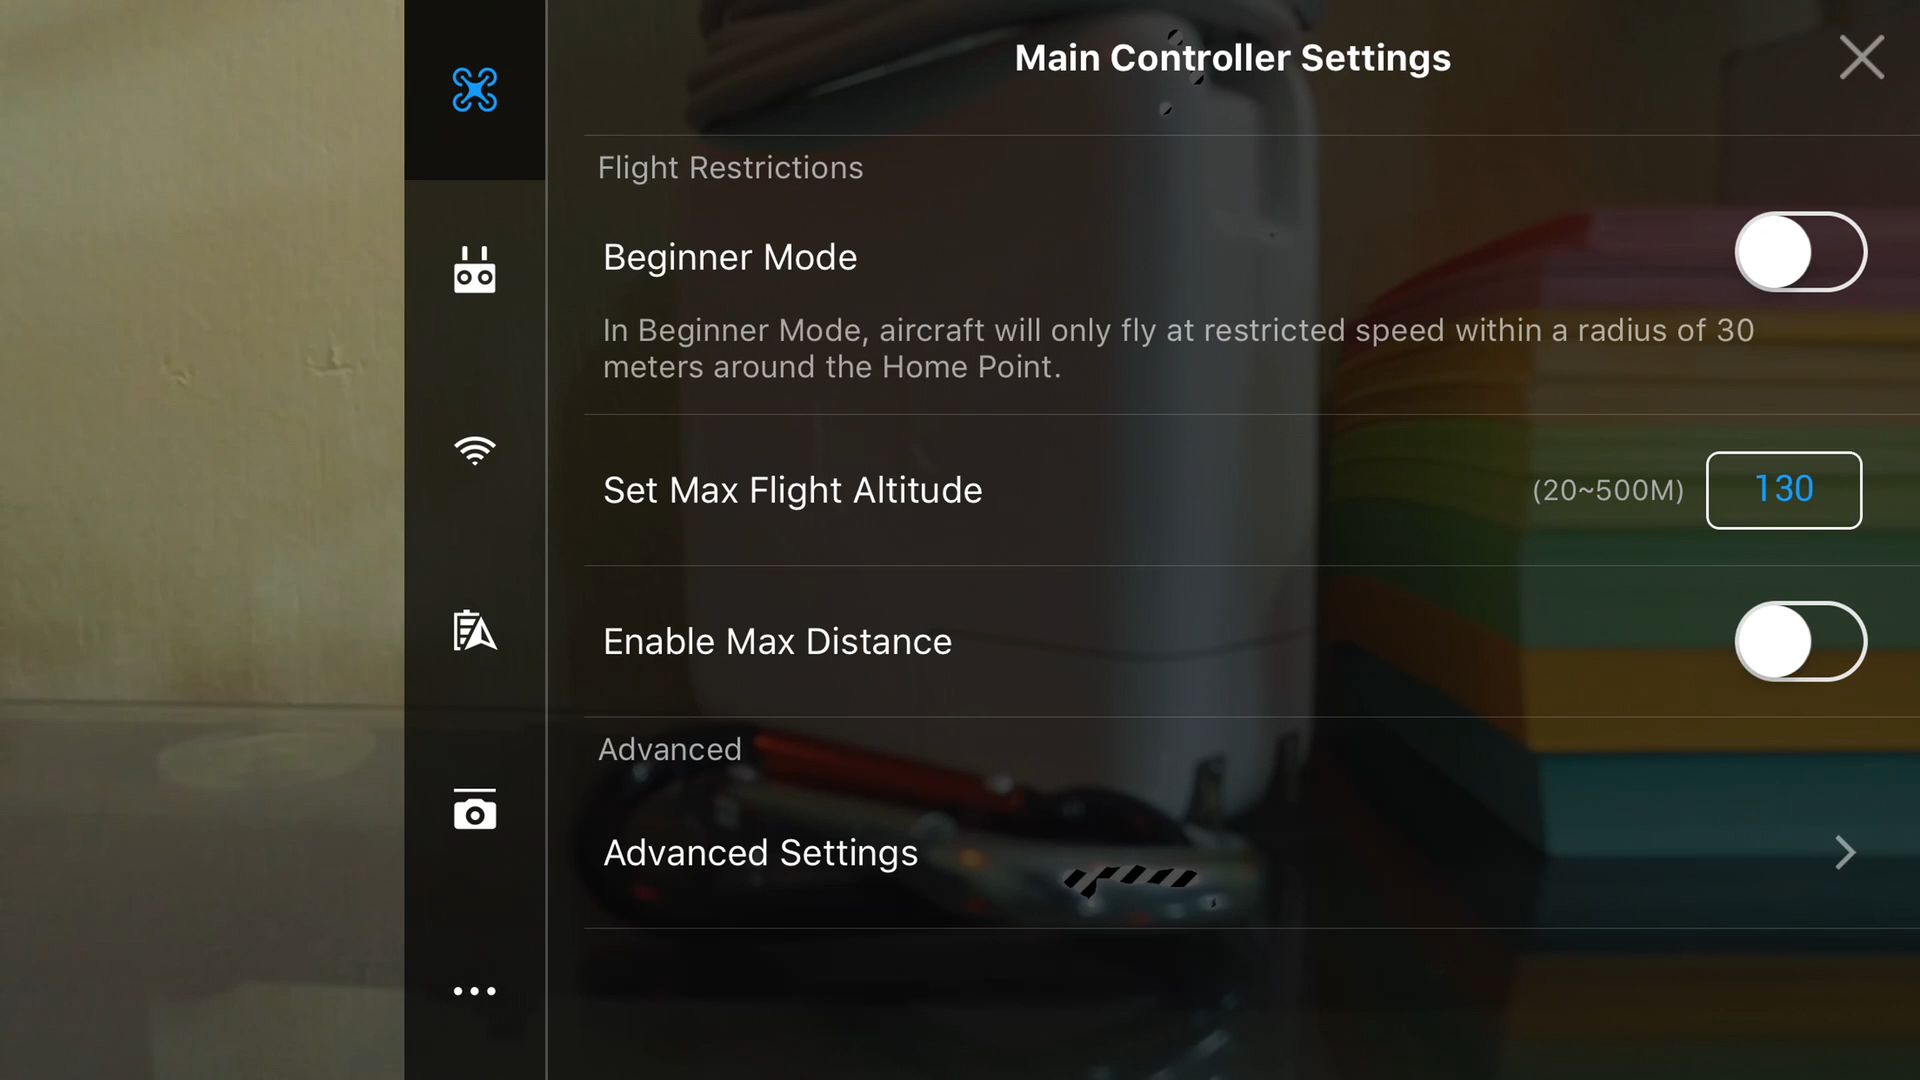 Main Controller Settings
Flight Restrictions
Beginner Mode
In Beginner Mode, aircraft will only fly at restricted speed within a radius of 30
meters around the Home Point.
Set Max Flight Altitude (20~500M) 130
Enable Max Distance
Advanced
Advanced Settings